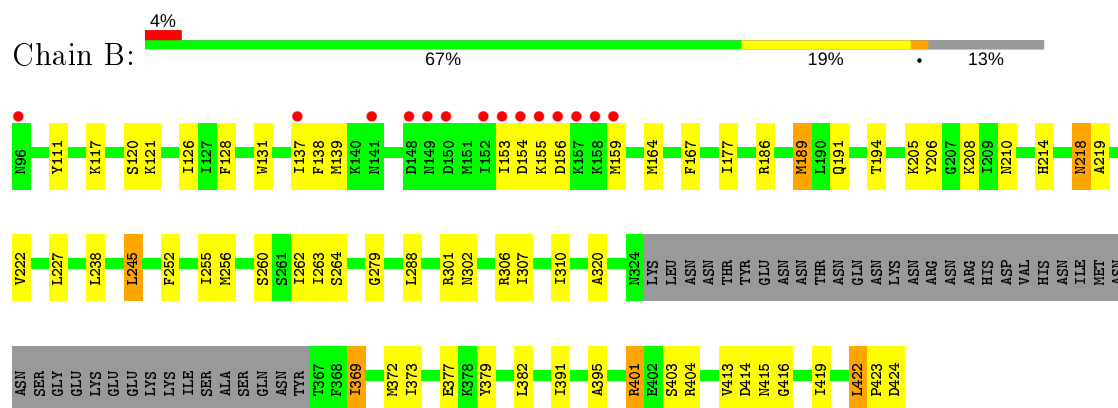 4%
Chain B:
67% 19% • 13%
N96 Y111 K117 S120 K121 I126 I127 F128 W131 I137 F138 M139 K140 N141 D148 N149 D150 M151 I152 I153 D154 K155 D156 K157 K158 M159 M164 F167 I177 R186 M189 L190 Q191 T194 K205 Y206 G207 K208 I209 N210 H214 N218 A219
V222 L227 L238 L245 F252 I255 M256 S260 S261 I262 I263 S264 G279 L288 R301 N302 R306 I307 I310 A320 N324 LYS LEU ASN ASN THR TYR GLU ASN ASN THR ASN GLN ASN LYS ASN ARG ASN ARG HIS ASP VAL HIS ASN ILE MET ASN
ASN SER GLY GLU LYS GLU GLU LYS LYS ILE SER ALA SER GLN ASN TYR T367 F368 I369 M372 I373 E377 K378 Y379 L382 I391 A395 R401 E402 S403 R404 V413 D414 N415 G416 I419 L422 P423 D424